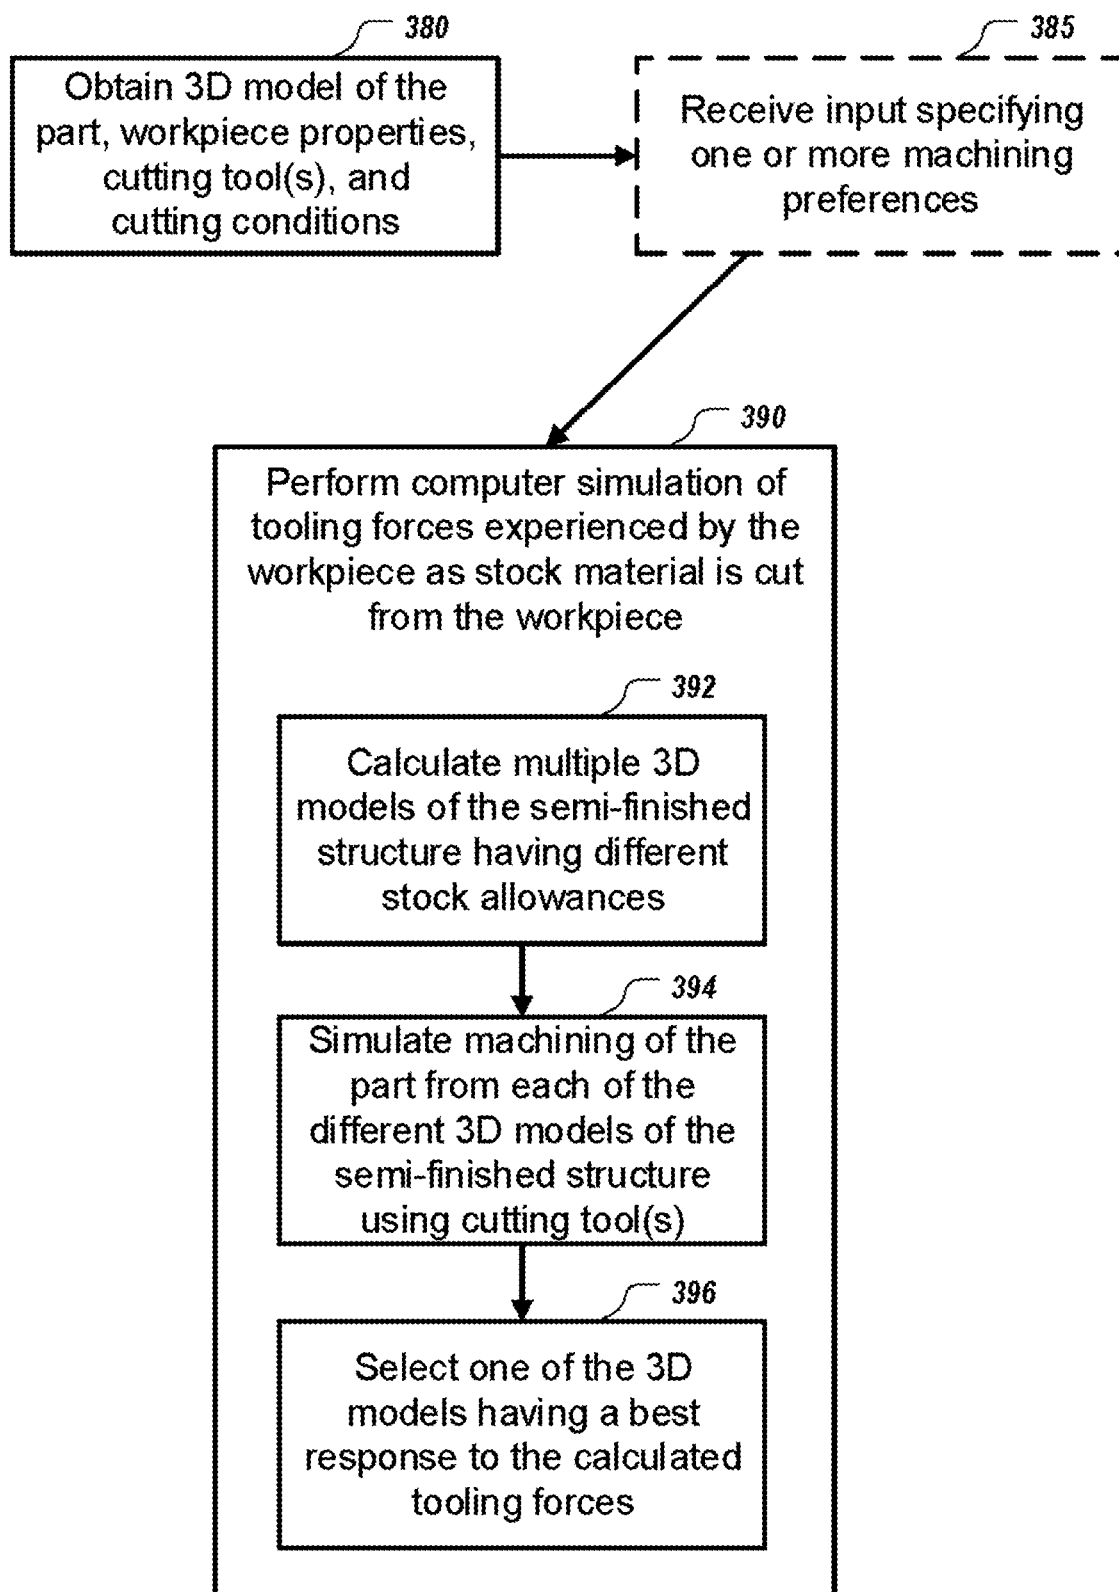 380
Obtain 3D model of the
part, workpiece properties,
cutting tool(s), and
cutting conditions
385
Receive input specifying
one or more machining
preferences
390
Perform computer simulation of
tooling forces experienced by the
workpiece as stock material is cut
from the workpiece
392
Calculate multiple 3D
models of the semi-finished
structure having different
stock allowances
394
Simulate machining of the
part from each of the
different 3D models of the
semi-finished structure
using cutting tool(s)
396
Select one of the 3D
models having a best
response to the calculated
tooling forces